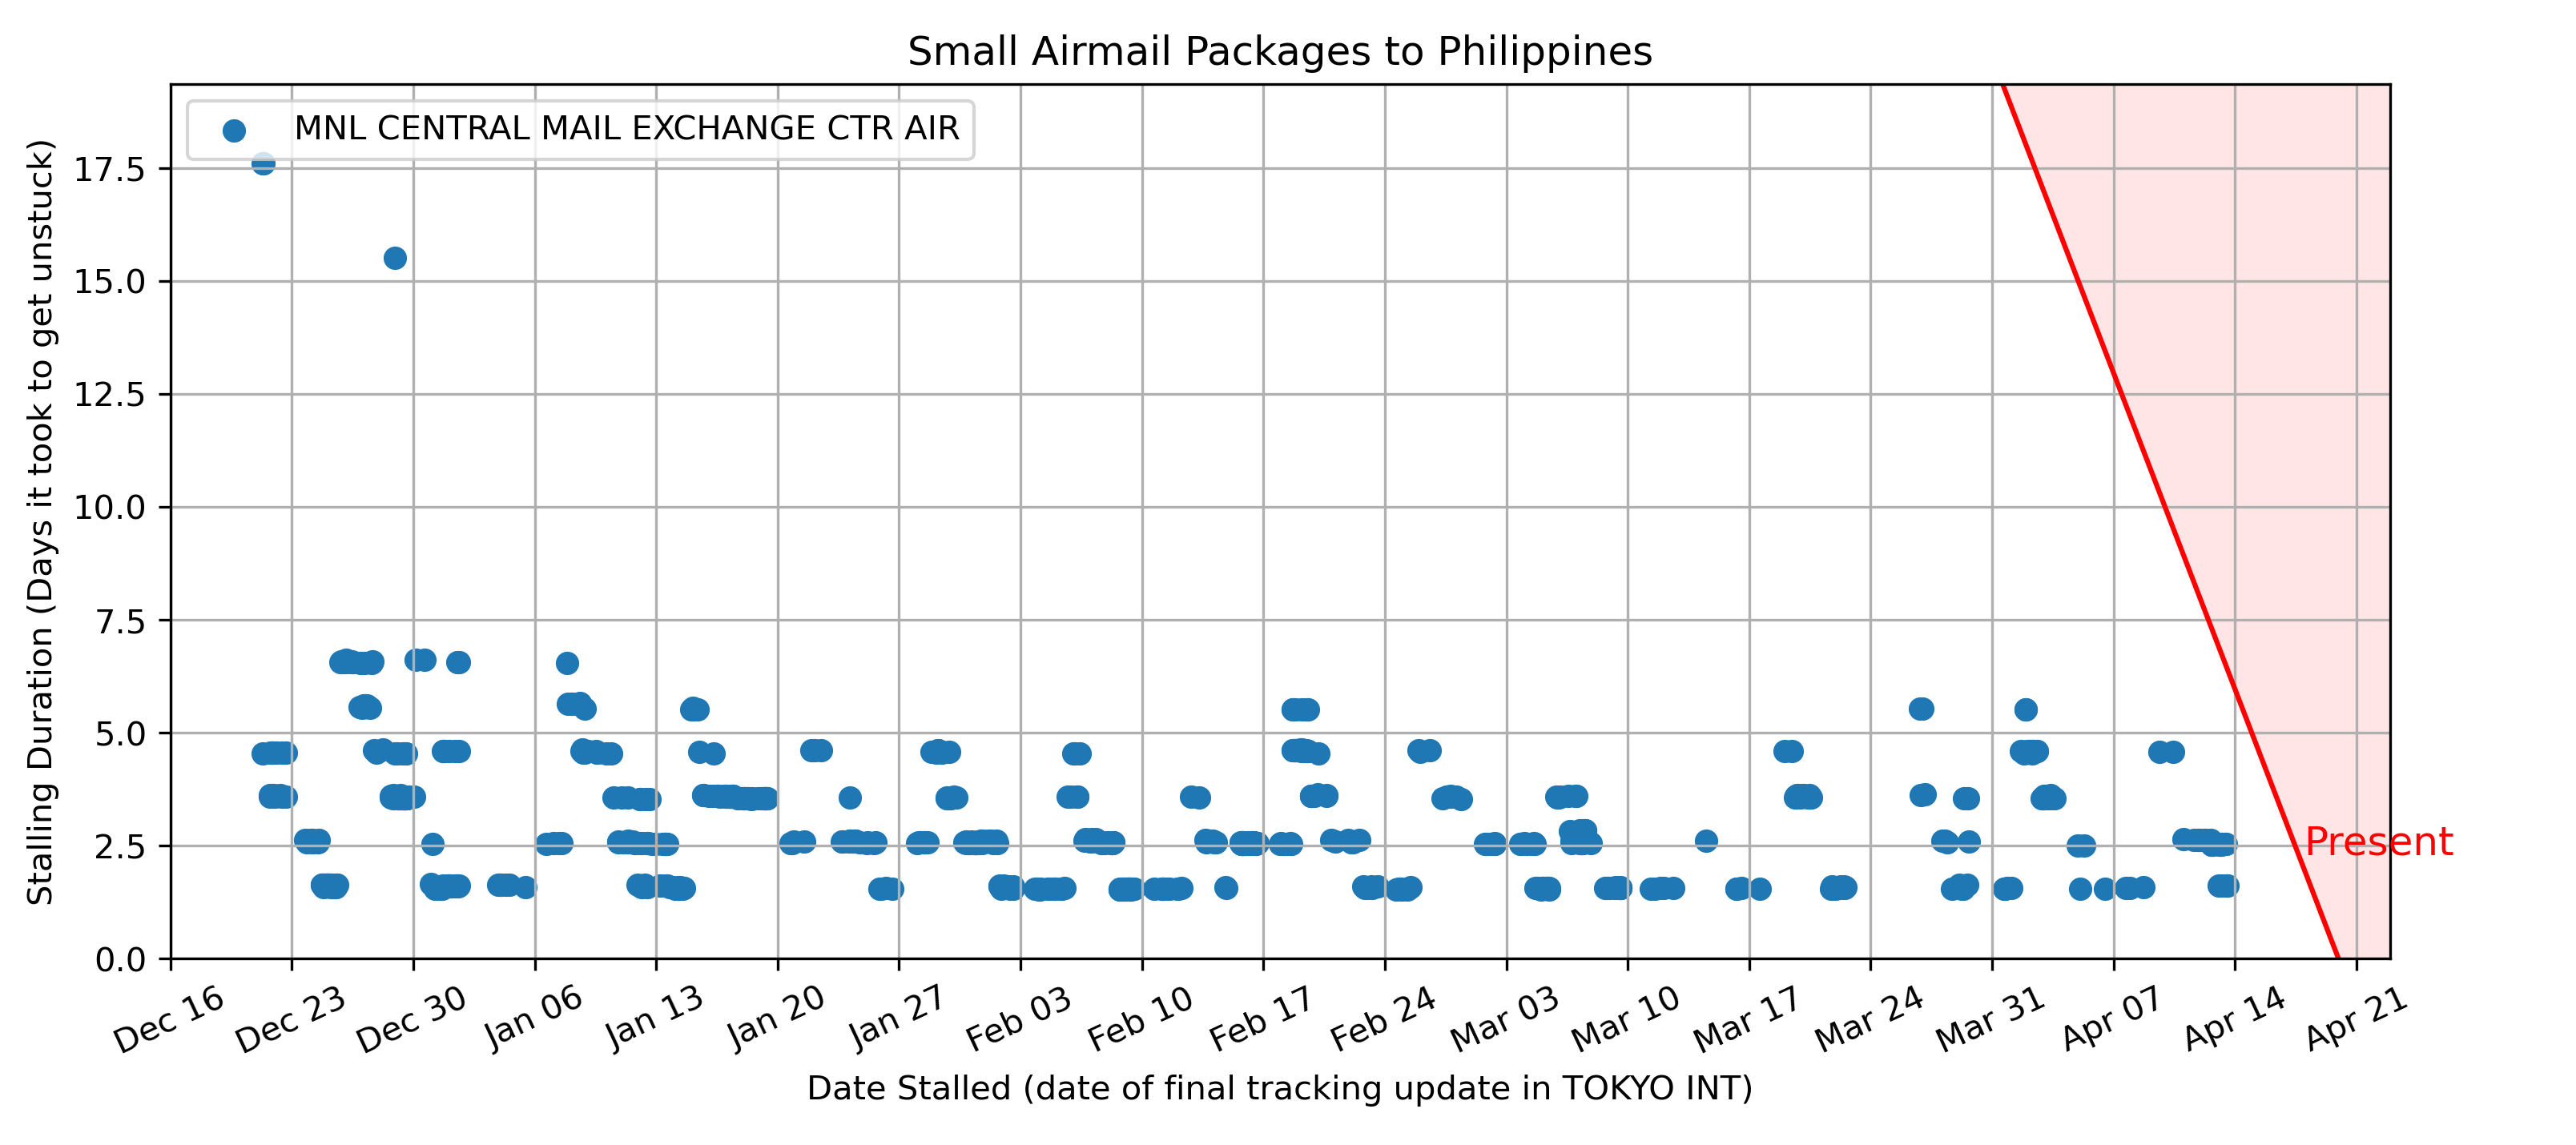 Small Airmail Packages to Philippines
MNL CENTRAL MAIL EXCHANGE CTR AIR
Stalling Duration (Days it took to get unstuck)
17.5
15.0
12.5
10.0
7.5
5.0
2.5
0.0
Present
Dec 16 Dec 23 Dec 30 Jan 06 Jan 13 Jan 20 Jan 27 Feb 03 Feb 10 Feb 17 Feb 24 Mar 03 Mar 10 Mar 17 Mar 24 Mar 31 Apr 07 Apr 14 Apr 21
Date Stalled (date of final tracking update in TOKYO INT)